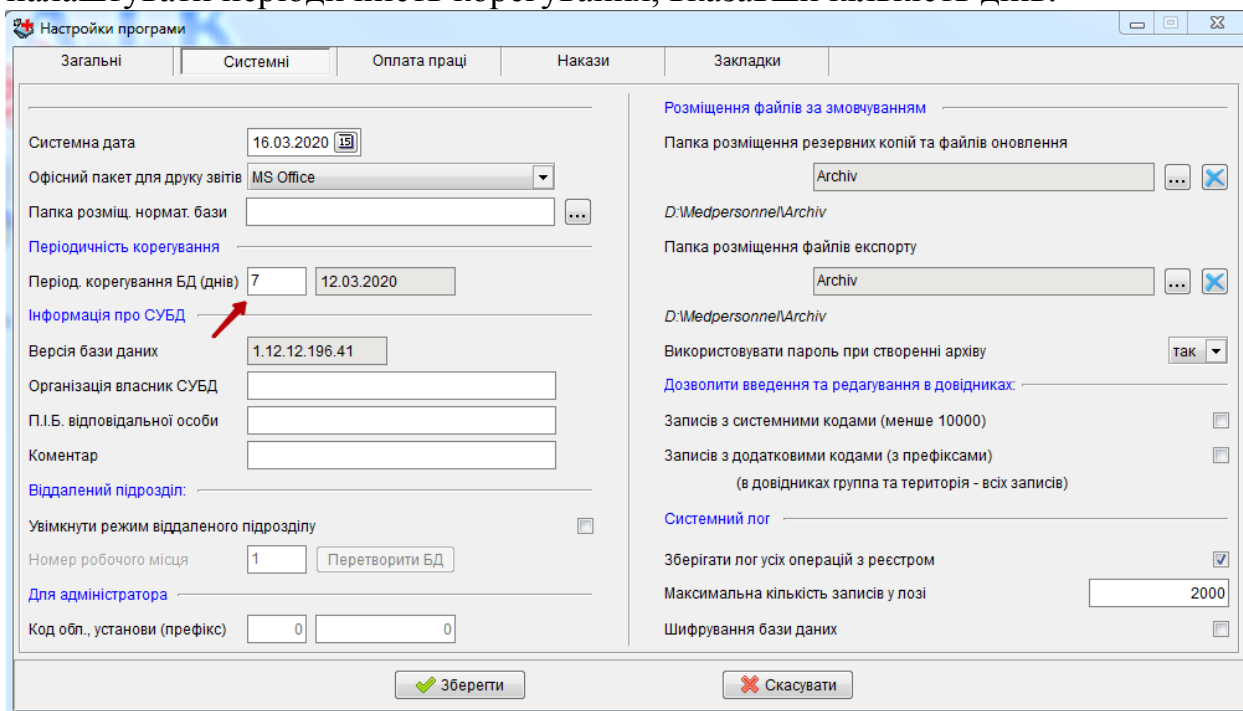 налаштувати періодичність корегування, вказавши кількість днів.
Настройки програми
Загальні Системні Оплата праці Накази Закладки
Системна дата 16.03.2020 15
Офісний пакет для друку звітів MS Office
Папка розміщ. нормат. бази ...
Періодичність корегування
Період. корегування БД (днів) 7 12.03.2020
Інформація про СУБД
Версія бази даних 1.12.12.196.41
Організація власник СУБД
П.І.Б. відповідальної особи
Коментар
Віддалений підрозділ:
Увімкнути режим віддаленого підрозділу
Номер робочого місця 1 Перетворити БД
Для адміністратора
Код обл., установи (префікс) 0 0
Розміщення файлів за змовчуванням
Папка розміщення резервних копій та файлів оновлення
Archiv ...
D:\Medpersonnel\Archiv
Папка розміщення файлів експорту
Archiv ...
D:\Medpersonnel\Archiv
Використовувати пароль при створенні архіву так
Дозволити введення та редагування в довідниках:
Записів з системними кодами (менше 10000)
Записів з додатковими кодами (з префіксами)
(в довідниках группа та територія - всіх записів)
Системний лог
Зберігати лог усіх операцій з реєстром
Максимальна кількість записів у лозі 2000
Шифрування бази даних
Зберегти Скасувати